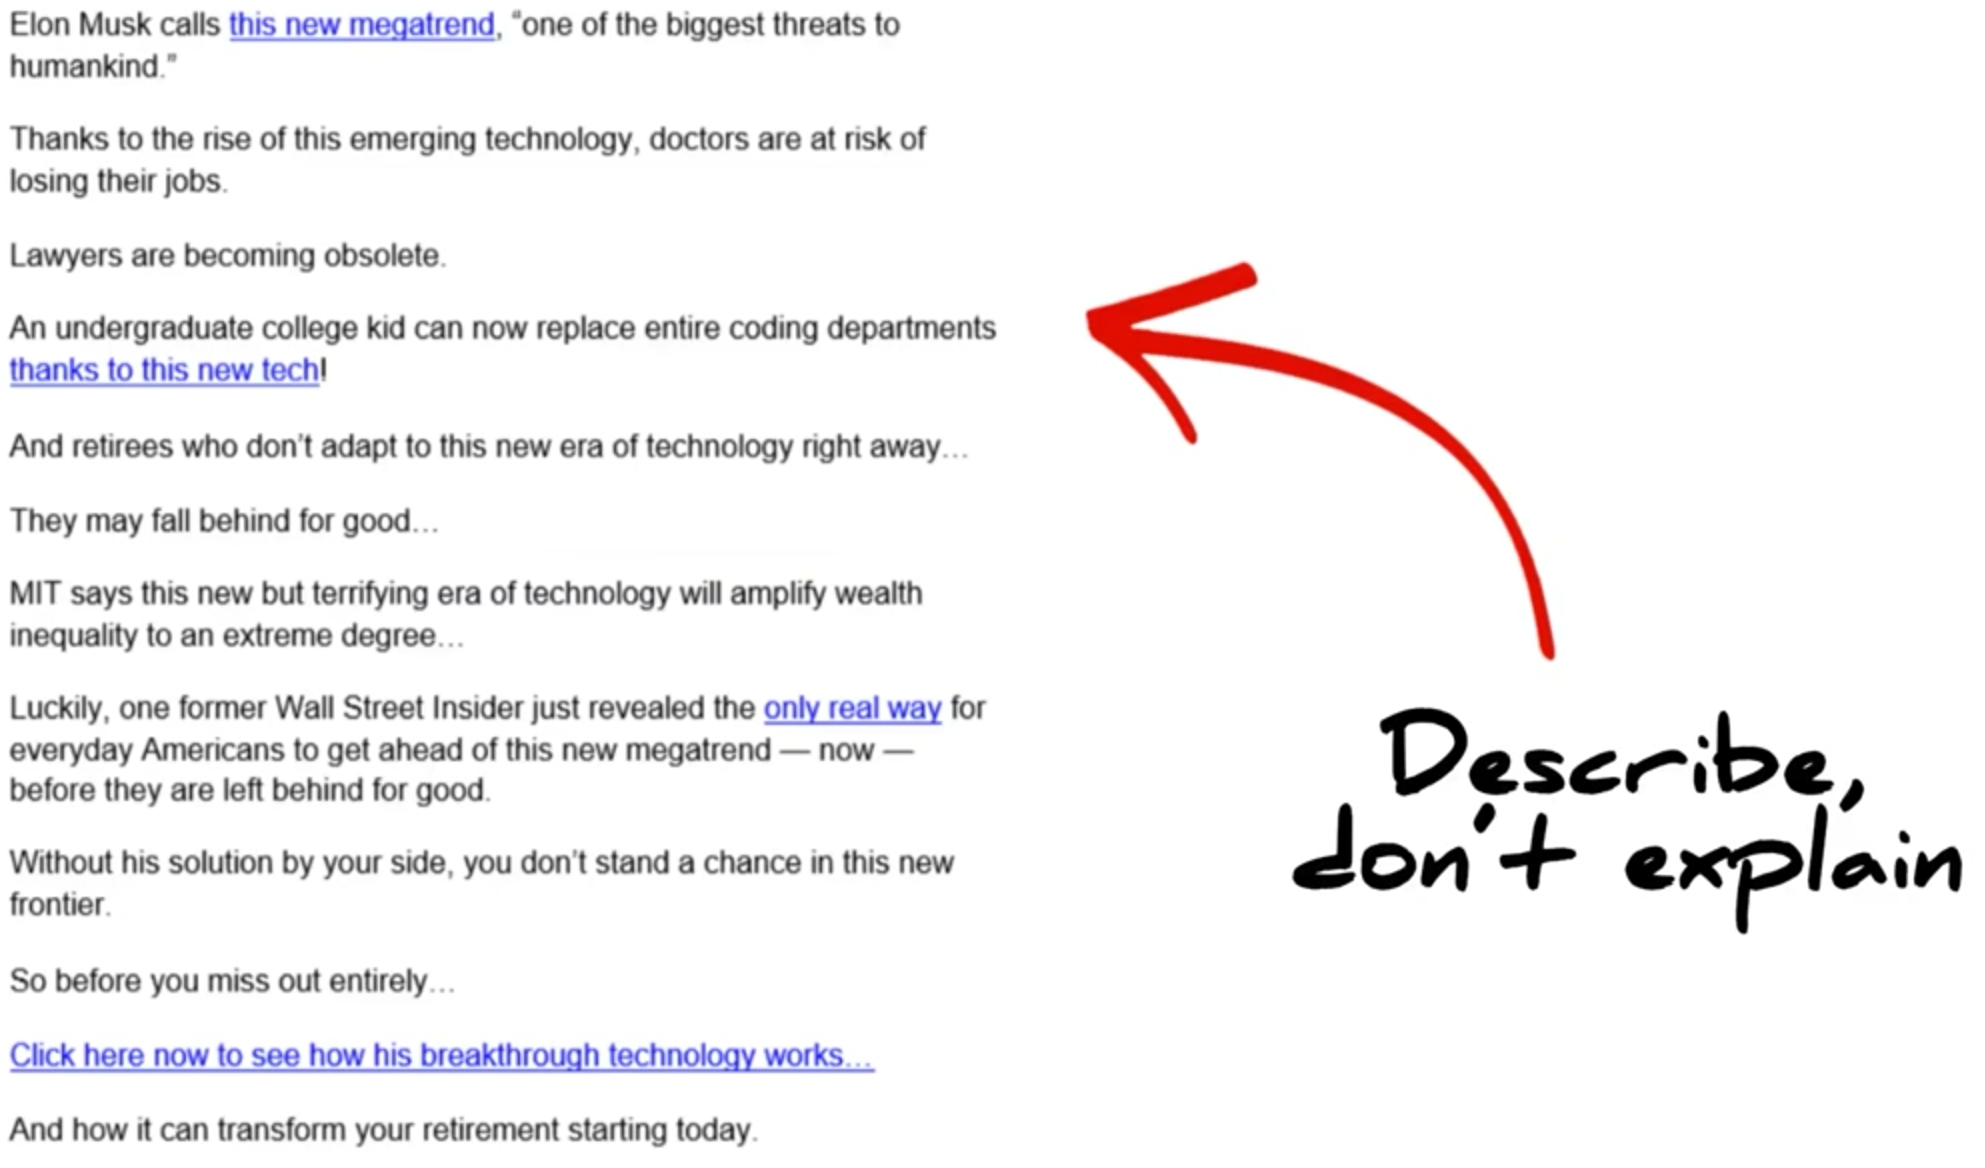 Elon Musk calls this new megatrend, “one of the biggest threats to
humankind.”
Thanks to the rise of this emerging technology, doctors are at risk of
losing their jobs.
Lawyers are becoming obsolete.
An undergraduate college kid can now replace entire coding departments
thanks to this new tech!
And retirees who don’t adapt to this new era of technology right away…
They may fall behind for good…
MIT says this new but terrifying era of technology will amplify wealth
inequality to an extreme degree…
Luckily, one former Wall Street Insider just revealed the only real way for
everyday Americans to get ahead of this new megatrend — now —
before they are left behind for good.
Without his solution by your side, you don’t stand a chance in this new
frontier.
So before you miss out entirely…
Click here now to see how his breakthrough technology works…
And how it can transform your retirement starting today.
Describe,
don't explain